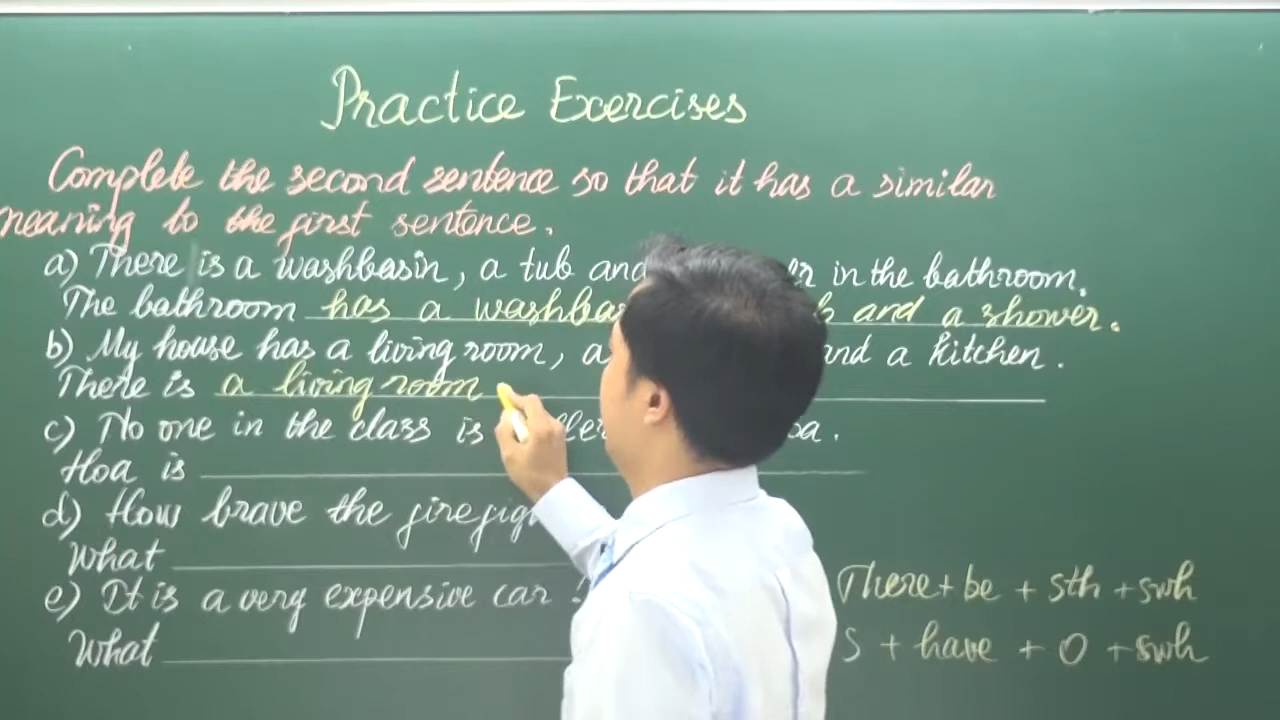 Practice Exercises
Complete the second sentence so that it has a similar
meaning to the first sentence.
a) There is a washbasin, a tub and in the bathroom.
The bathroom has a and a shower.
b) My house has a living room, a and a kitchen.
There is a living room
c) No one in the class is
Hoa is
d) How brave the
What
e) It is a very expensive car
What
There + be + sth + swh
S + have + O + swh